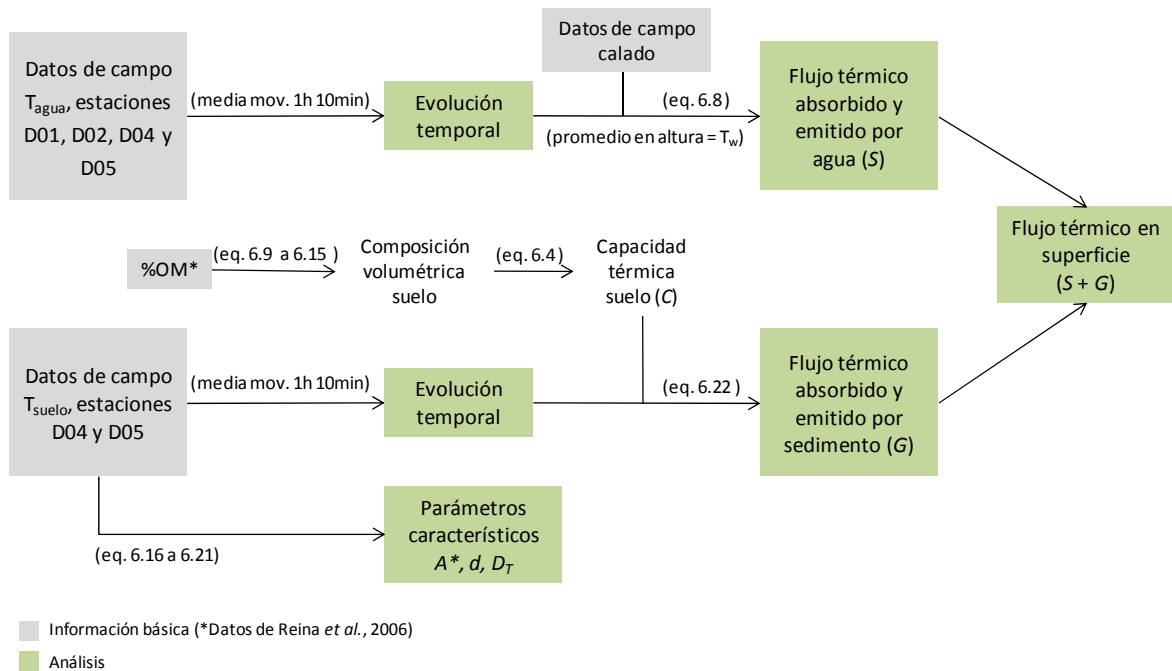 Datos de campo
calado
Datos de campo
T_agua, estaciones
D01, D02, D04 y
D05
(media mov. 1h 10min)
Evolución
temporal
(eq. 6.8)
(promedio en altura = T_w)
Flujo térmico
absorbido y
emitido por
agua (S)
Flujo térmico en
superficie
(S + G)
%OM*
(eq. 6.9 a 6.15 )
Composición
volumétrica
suelo
(eq. 6.4)
Capacidad
térmica
suelo (C)
Datos de campo
T_suelo, estaciones
D04 y D05
(media mov. 1h 10min)
Evolución
temporal
(eq. 6.22 )
Flujo térmico
absorbido y
emitido por
sedimento (G)
(eq. 6.16 a 6.21)
Parámetros
característicos
A*, d, D_T
Información básica (*Datos de Reina et al., 2006)
Análisis